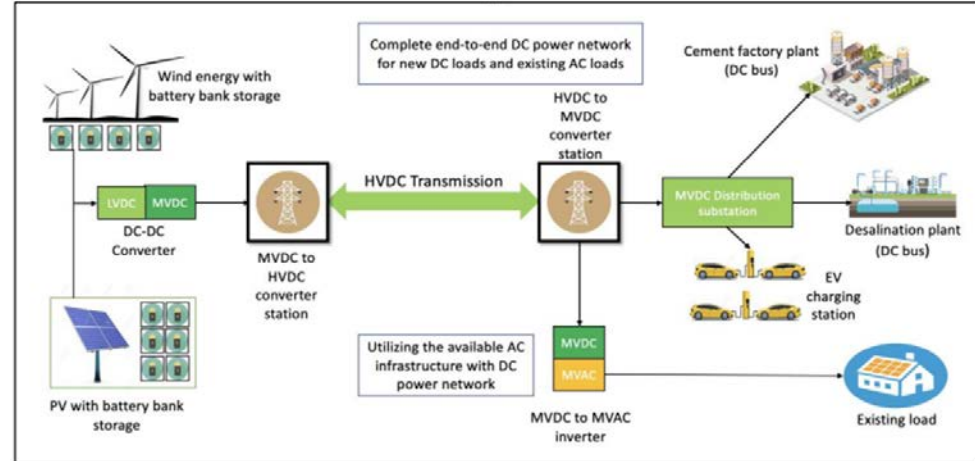 Complete end-to-end DC power network
for new DC loads and existing AC loads
Cement factory plant
(DC bus)
Wind energy with
battery bank storage
HVDC to
MVDC
converter
station
HVDC Transmission
LVDC
MVDC
DC-DC
Converter
MVDC Distribution
substation
Desalination plant
(DC bus)
MVDC to
HVDC
converter
station
EV
charging
station
Utilizing the available AC
infrastructure with DC
power network
MVDC
MVAC
PV with battery bank
storage
MVDC to MVAC
inverter
Existing load